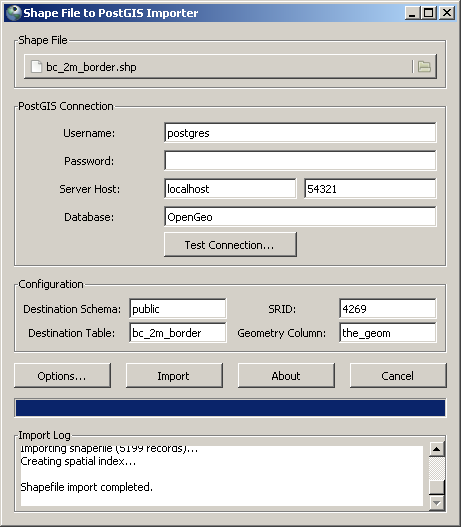 Shape File to PostGIS Importer
Shape File
bc_2m_border.shp
PostGIS Connection
Username: postgres
Password:
Server Host: localhost 54321
Database: OpenGeo
Test Connection...
Configuration
Destination Schema: public SRID: 4269
Destination Table: bc_2m_border Geometry Column: the_geom
Options... Import About Cancel
Import Log
Importing shapefile (5199 records)...
Creating spatial index...
Shapefile import completed.